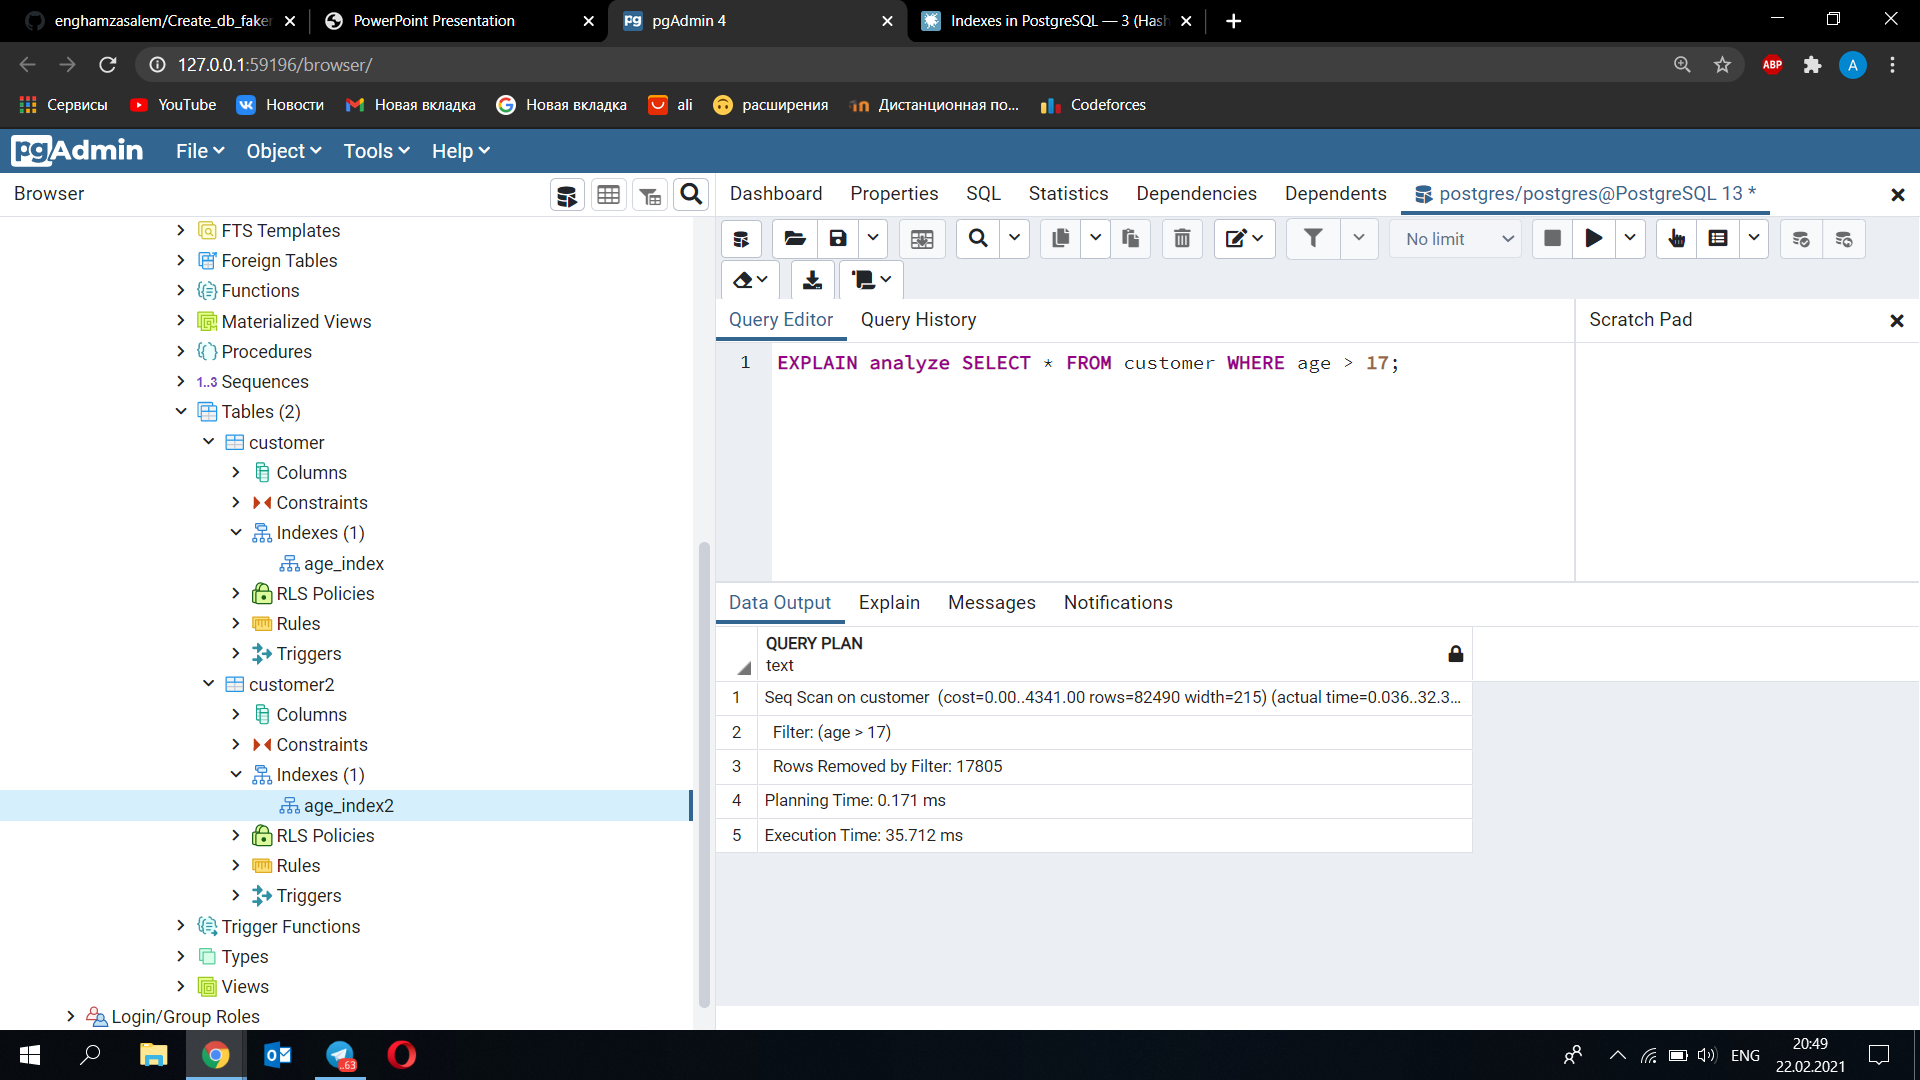 enghamzasalem/Create_db_faker
PowerPoint Presentation
pgAdmin 4
Indexes in PostgreSQL — 3 (Hash
127.0.0.1:59196/browser/
ABP
A
Сервисы
YouTube
Новости
Новая вкладка
Новая вкладка
ali
расширения
Дистанционная по...
Codeforces
pgAdmin
File
Object
Tools
Help
Browser
Dashboard
Properties
SQL
Statistics
Dependencies
Dependents
postgres/postgres@PostgreSQL 13 *
No limit
FTS Templates
Foreign Tables
Functions
Materialized Views
Procedures
1..3 Sequences
Tables (2)
customer
Columns
Constraints
Indexes (1)
age_index
RLS Policies
Rules
Triggers
customer2
Columns
Constraints
Indexes (1)
age_index2
RLS Policies
Rules
Triggers
Trigger Functions
Types
Views
Login/Group Roles
Query Editor
Query History
Scratch Pad
1 EXPLAIN analyze SELECT * FROM customer WHERE age > 17;
Data Output
Explain
Messages
Notifications
QUERY PLAN
text
1 Seq Scan on customer (cost=0.00..4341.00 rows=82490 width=215) (actual time=0.036..32.3...
2 Filter: (age > 17)
3 Rows Removed by Filter: 17805
4 Planning Time: 0.171 ms
5 Execution Time: 35.712 ms
..63
ENG
20:49
22.02.2021